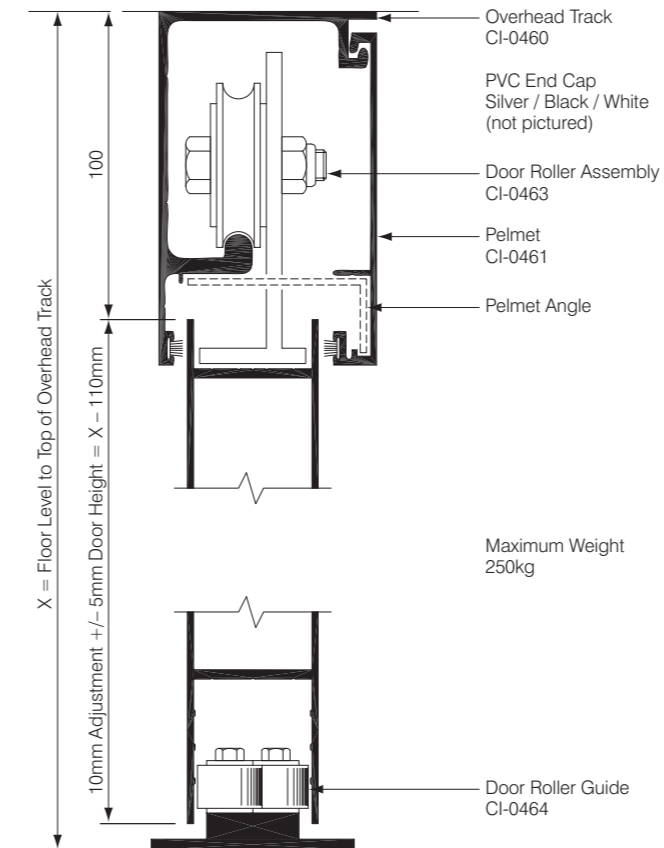 Overhead Track
CI-0460
PVC End Cap
Silver / Black / White
(not pictured)
Door Roller Assembly
CI-0463
Pelmet
CI-0461
Pelmet Angle
100
X = Floor Level to Top of Overhead Track
10mm Adjustment +/– 5mm Door Height = X – 110mm
Maximum Weight
250kg
Door Roller Guide
CI-0464